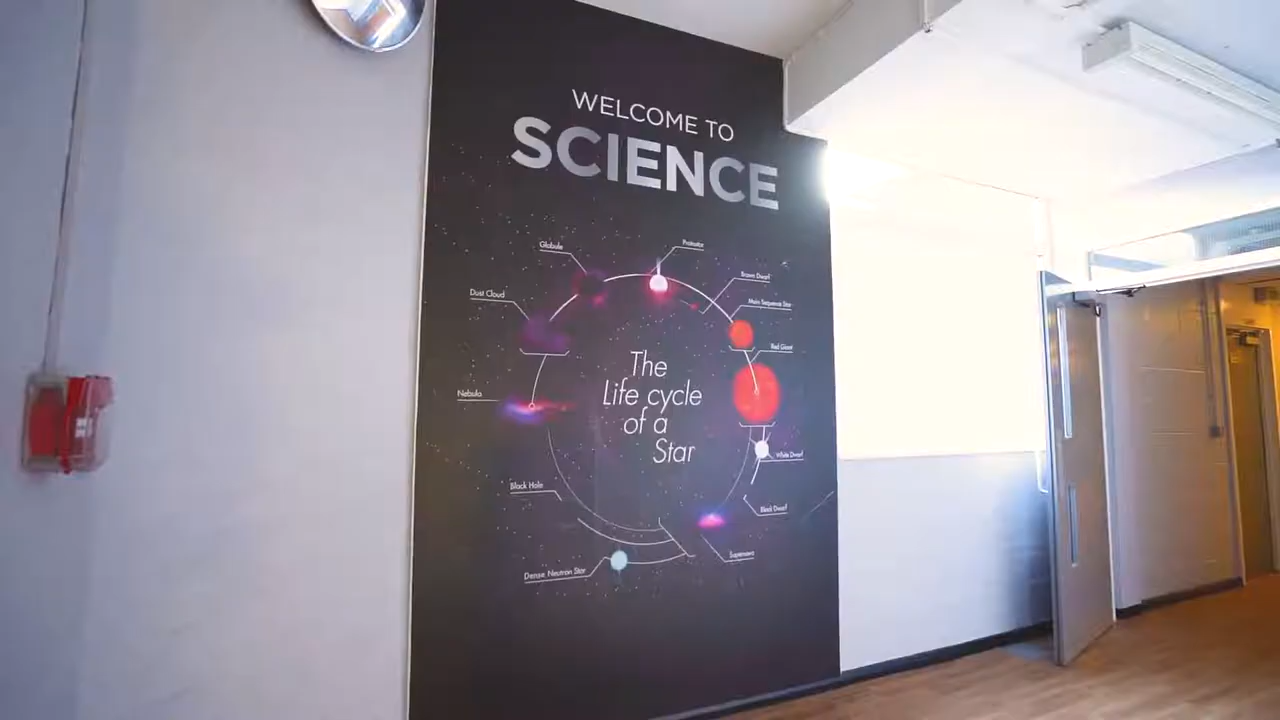 WELCOME TO
SCIENCE
Globule
Protostar
Brown Dwarf
Dust Cloud
Main Sequence Star
Red Giant
The
Life cycle
of a
Star
Nebula
White Dwarf
Black Hole
Black Dwarf
Supernova
Dense Neutron Star